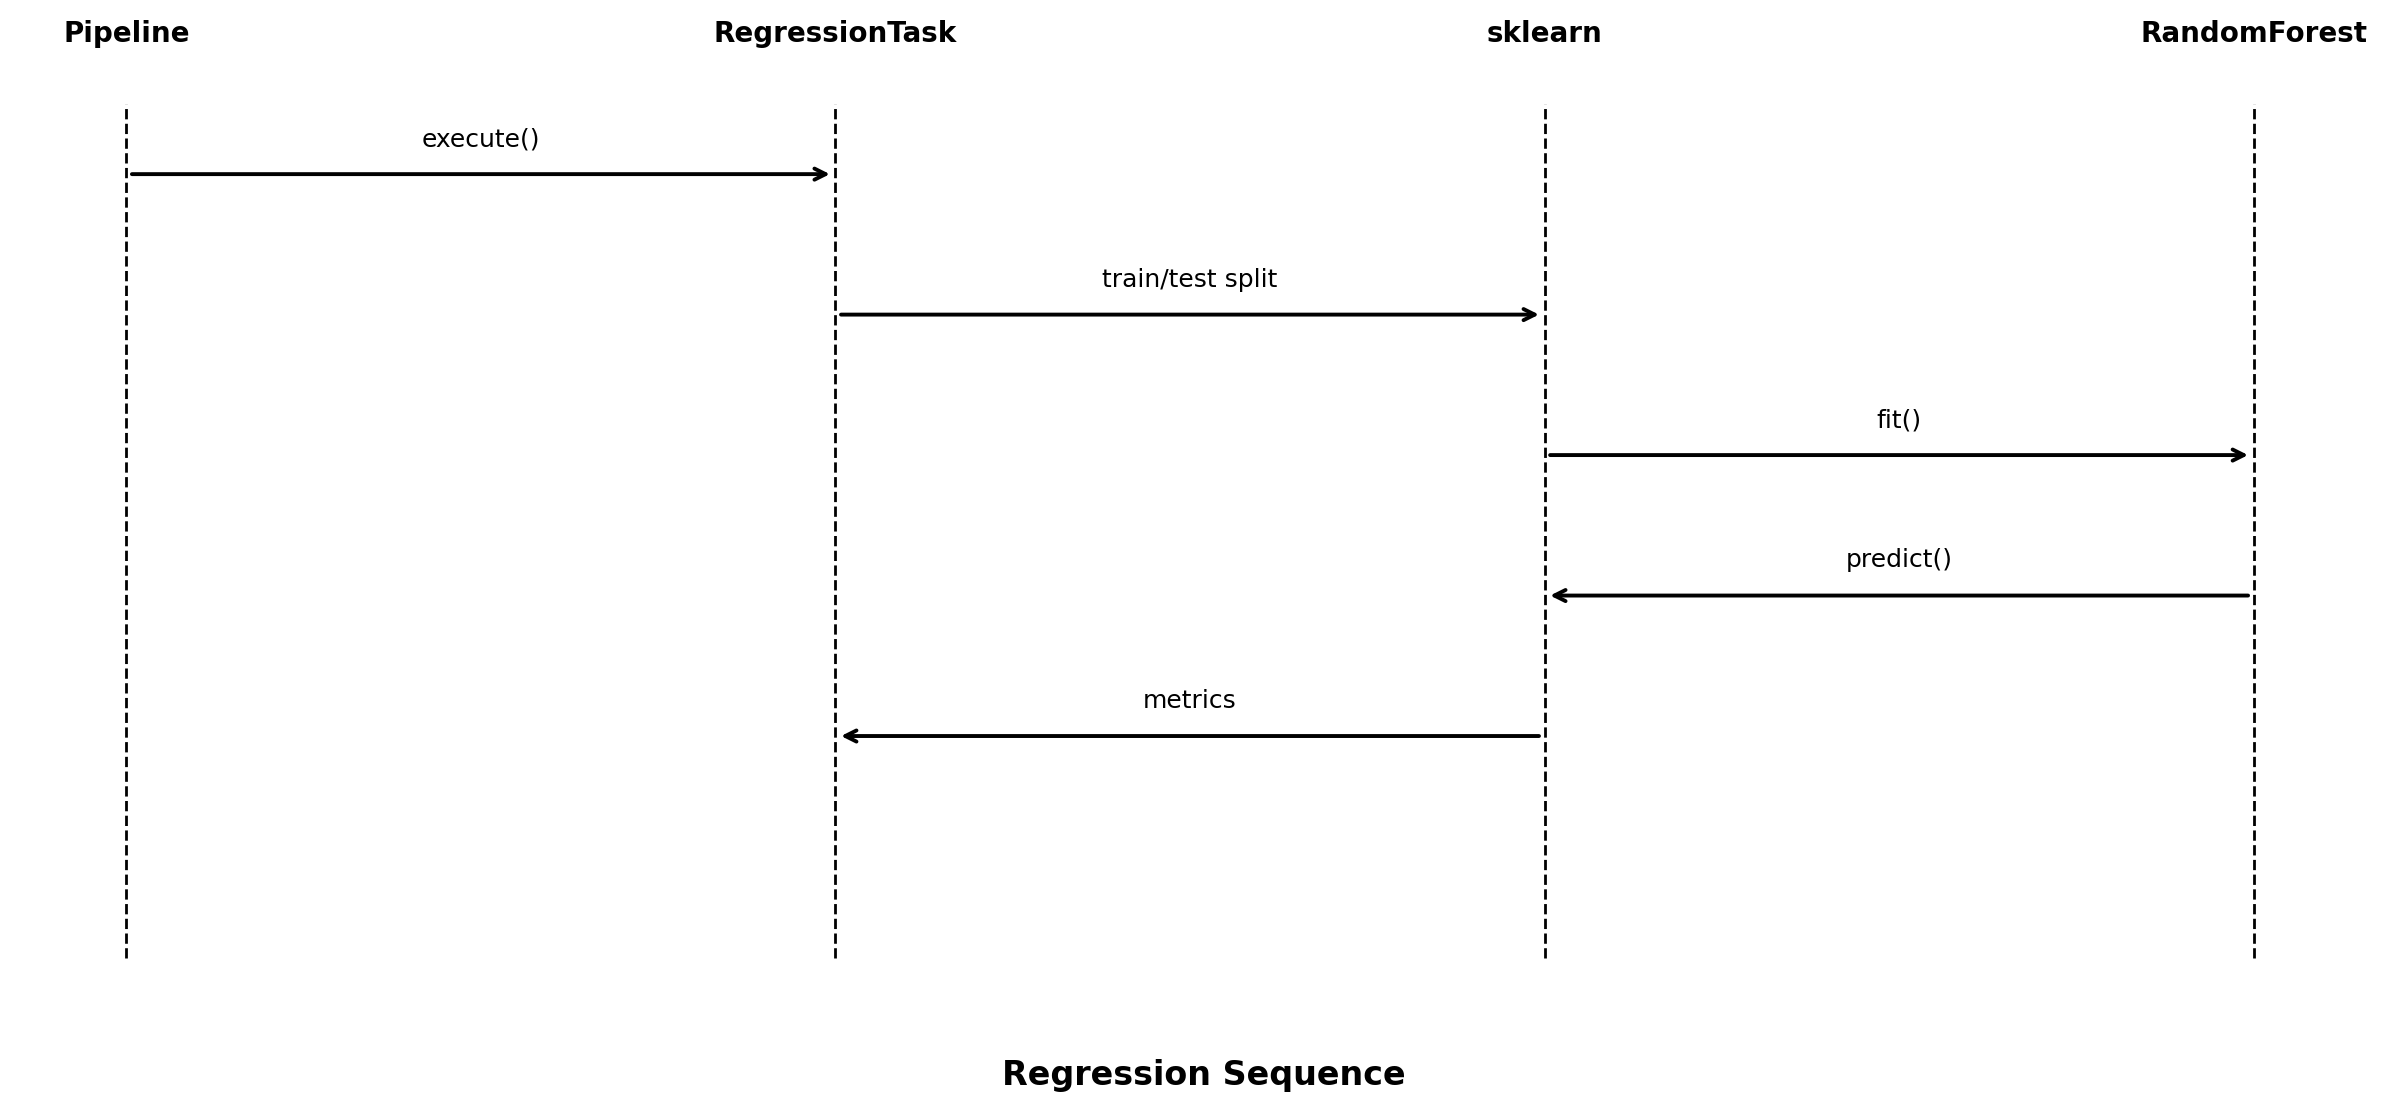 Pipeline RegressionTask sklearn RandomForest
execute()
train/test split
fit()
predict()
metrics
Regression Sequence